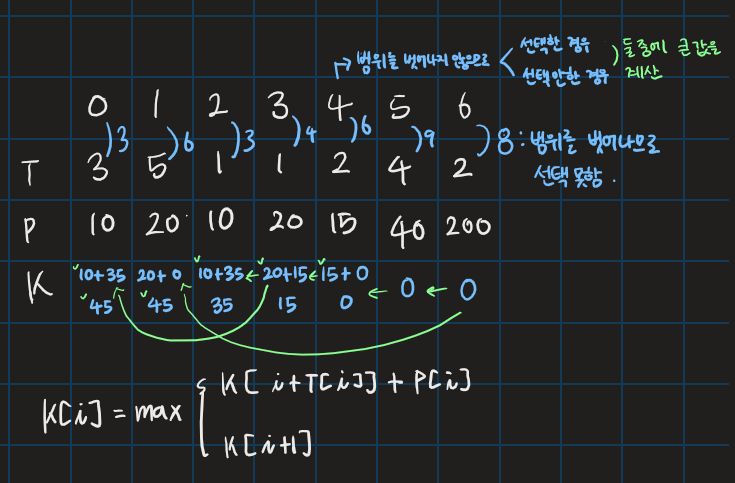 ↱ 범위를 벗어나지 않으므로 < 선택한 경우
선택안한 경우 ) 둘중에 큰값을
계산
0 1 2 3 4 5 6
)3 )6 )3 )4 )6 )9 )8 : 범위를 벗어나므로
선택 못함.
T 3 5 1 1 2 4 2
P 10 20 10 20 15 40 200
K ✓10+35 20+0 ✓10+35 ← ✓20+15 ← ✓15+0
✓45 ✓45 35 15 0 ← 0 ← 0
K[i] = max { K[i+T[i]] + P[i]
K[i+1]